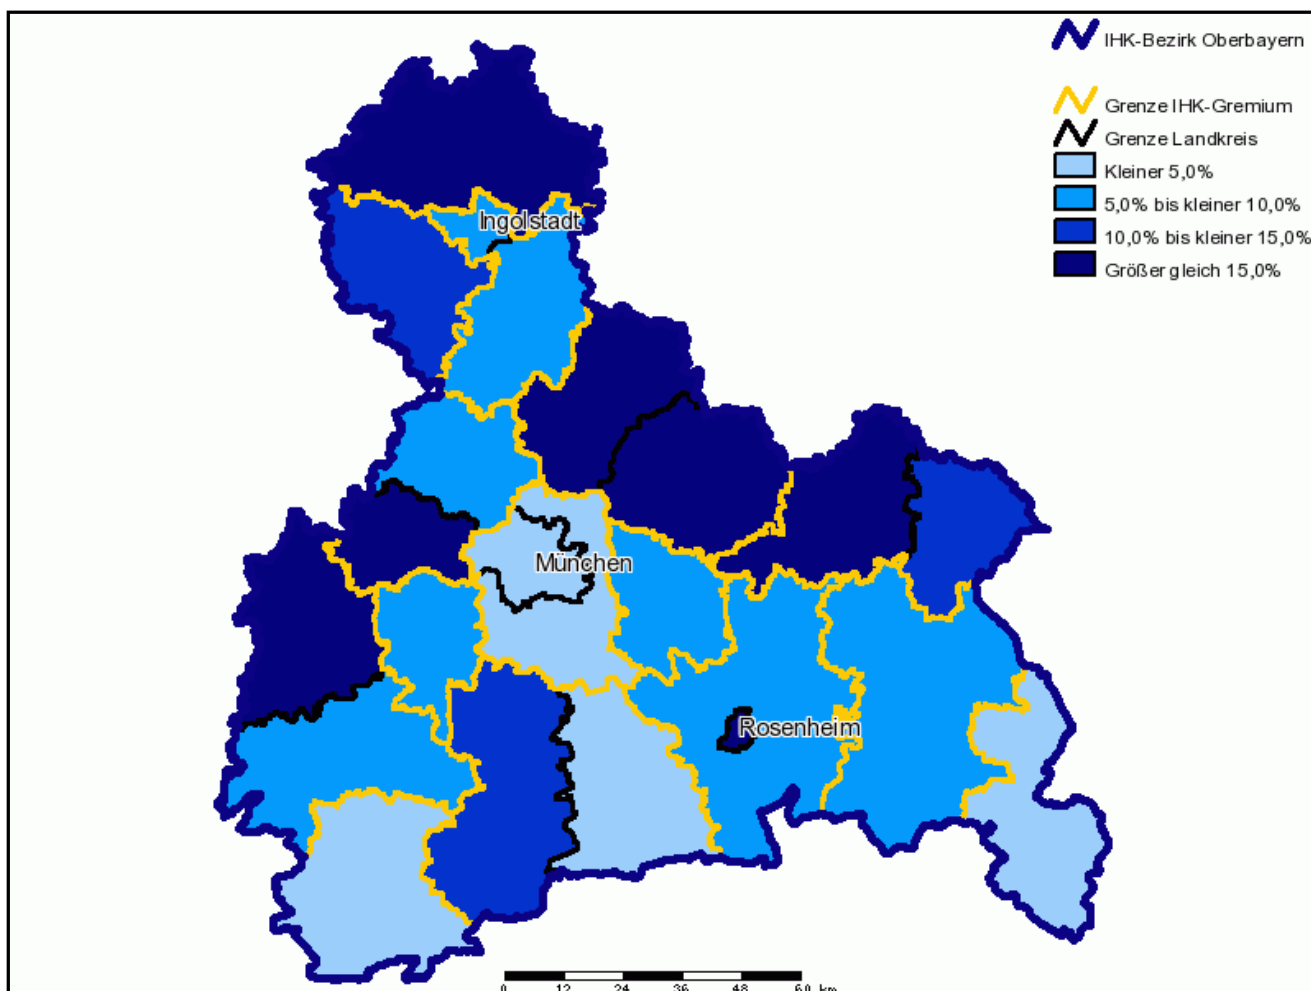 IHK-Bezirk Oberbayern
Grenze IHK-Gremium
Grenze Landkreis
Kleiner 5,0%
5,0% bis kleiner 10,0%
10,0% bis kleiner 15,0%
Größer gleich 15,0%
Ingolstadt
München
Rosenheim
0 12 24 36 48 60 km